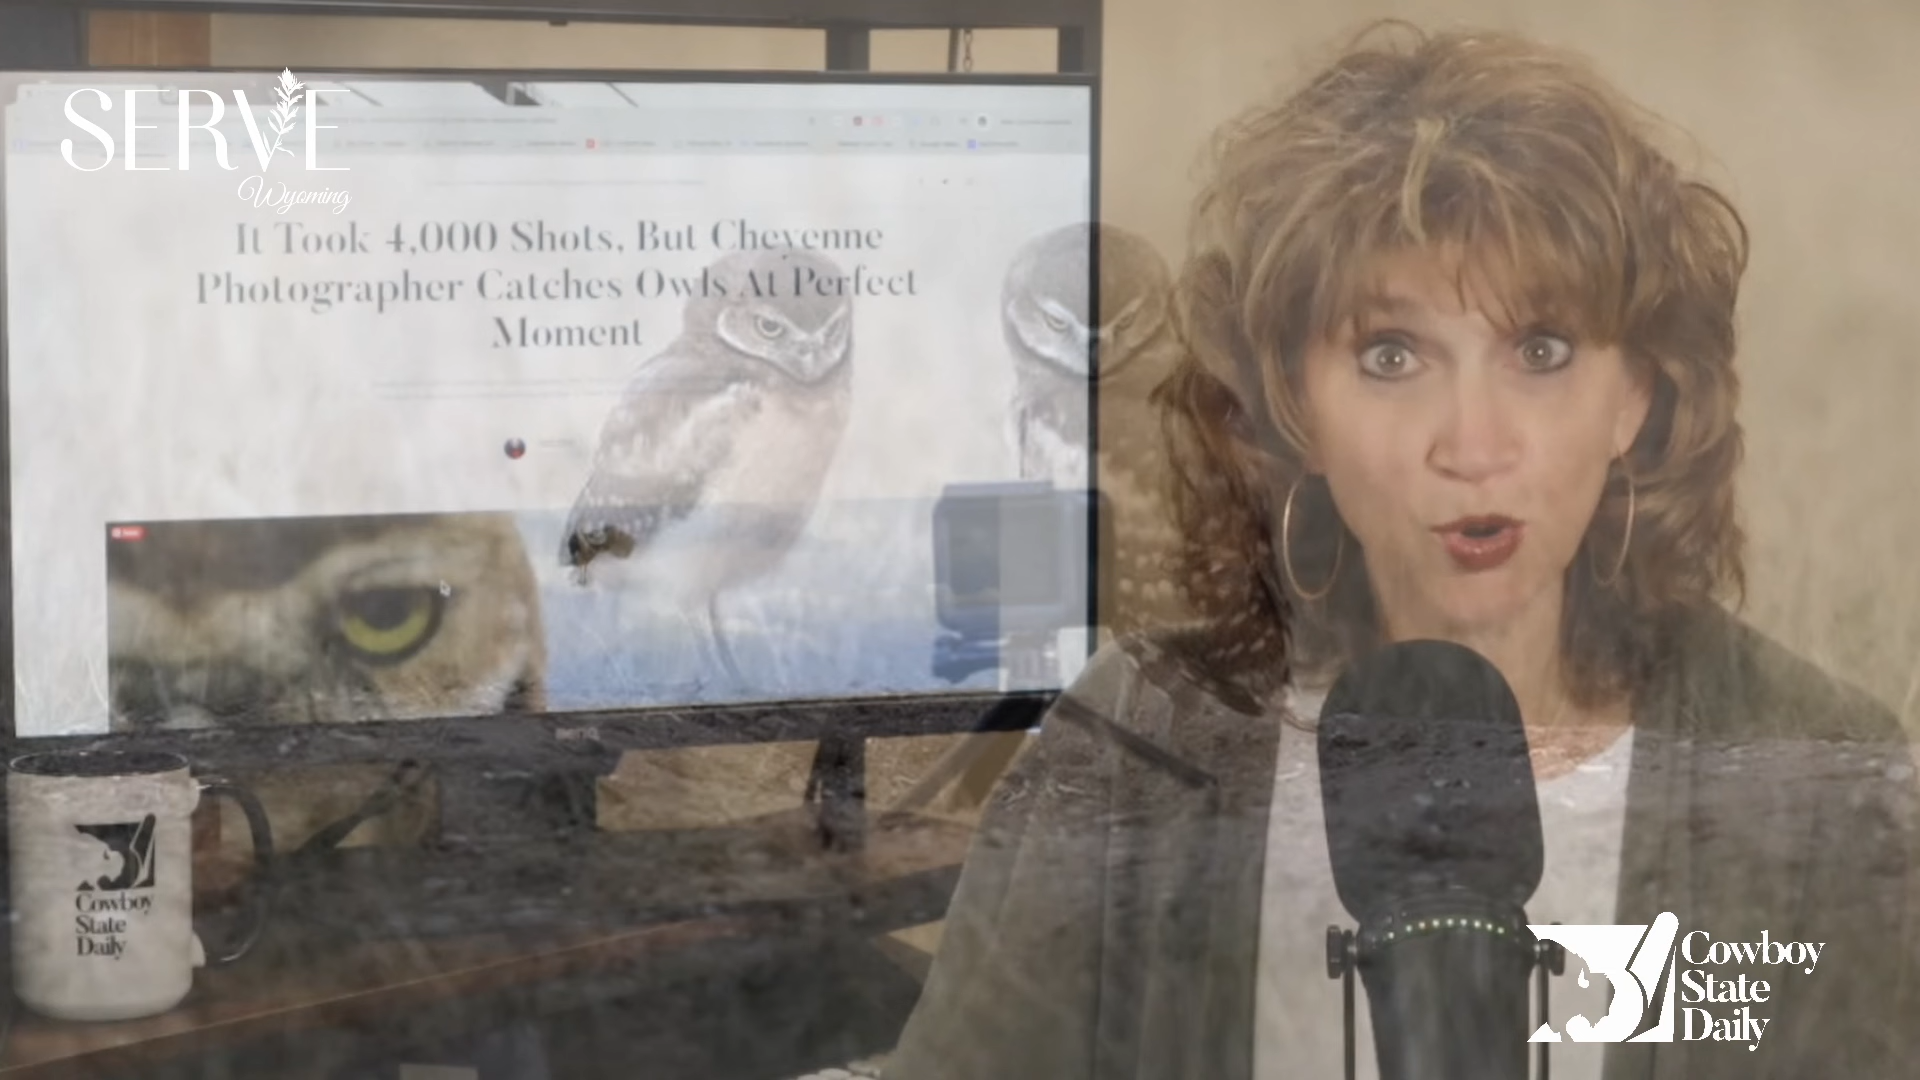 SERVE
Wyoming
It Took 4,000 Shots, But Cheyenne
Photographer Catches Owls At Perfect
Moment
Cowboy
State
Daily
Cowboy
State
Daily